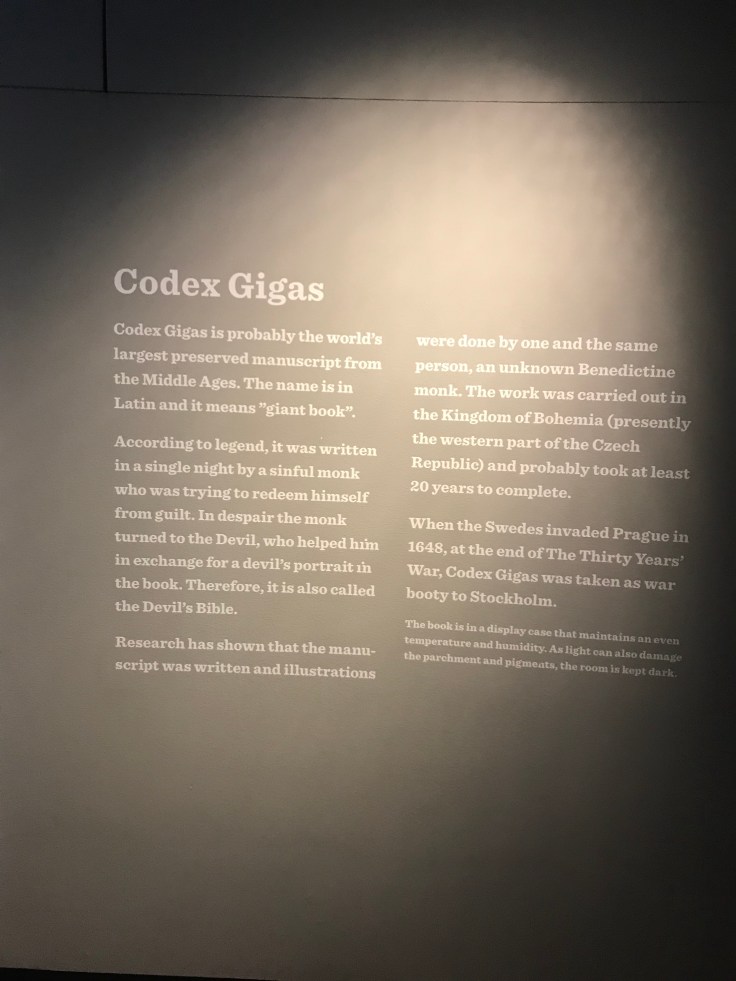 Codex Gigas
Codex Gigas is probably the world's
largest preserved manuscript from
the Middle Ages. The name is in
Latin and it means ”giant book”.
According to legend, it was written
in a single night by a sinful monk
who was trying to redeem himself
from guilt. In despair the monk
turned to the Devil, who helped him
in exchange for a devil's portrait in
the book. Therefore, it is also called
the Devil's Bible.
Research has shown that the manu-
script was written and illustrations
were done by one and the same
person, an unknown Benedictine
monk. The work was carried out in
the Kingdom of Bohemia (presently
the western part of the Czech
Republic) and probably took at least
20 years to complete.
When the Swedes invaded Prague in
1648, at the end of The Thirty Years'
War, Codex Gigas was taken as war
booty to Stockholm.
The book is in a display case that maintains an even
temperature and humidity. As light can also damage
the parchment and pigments, the room is kept dark.